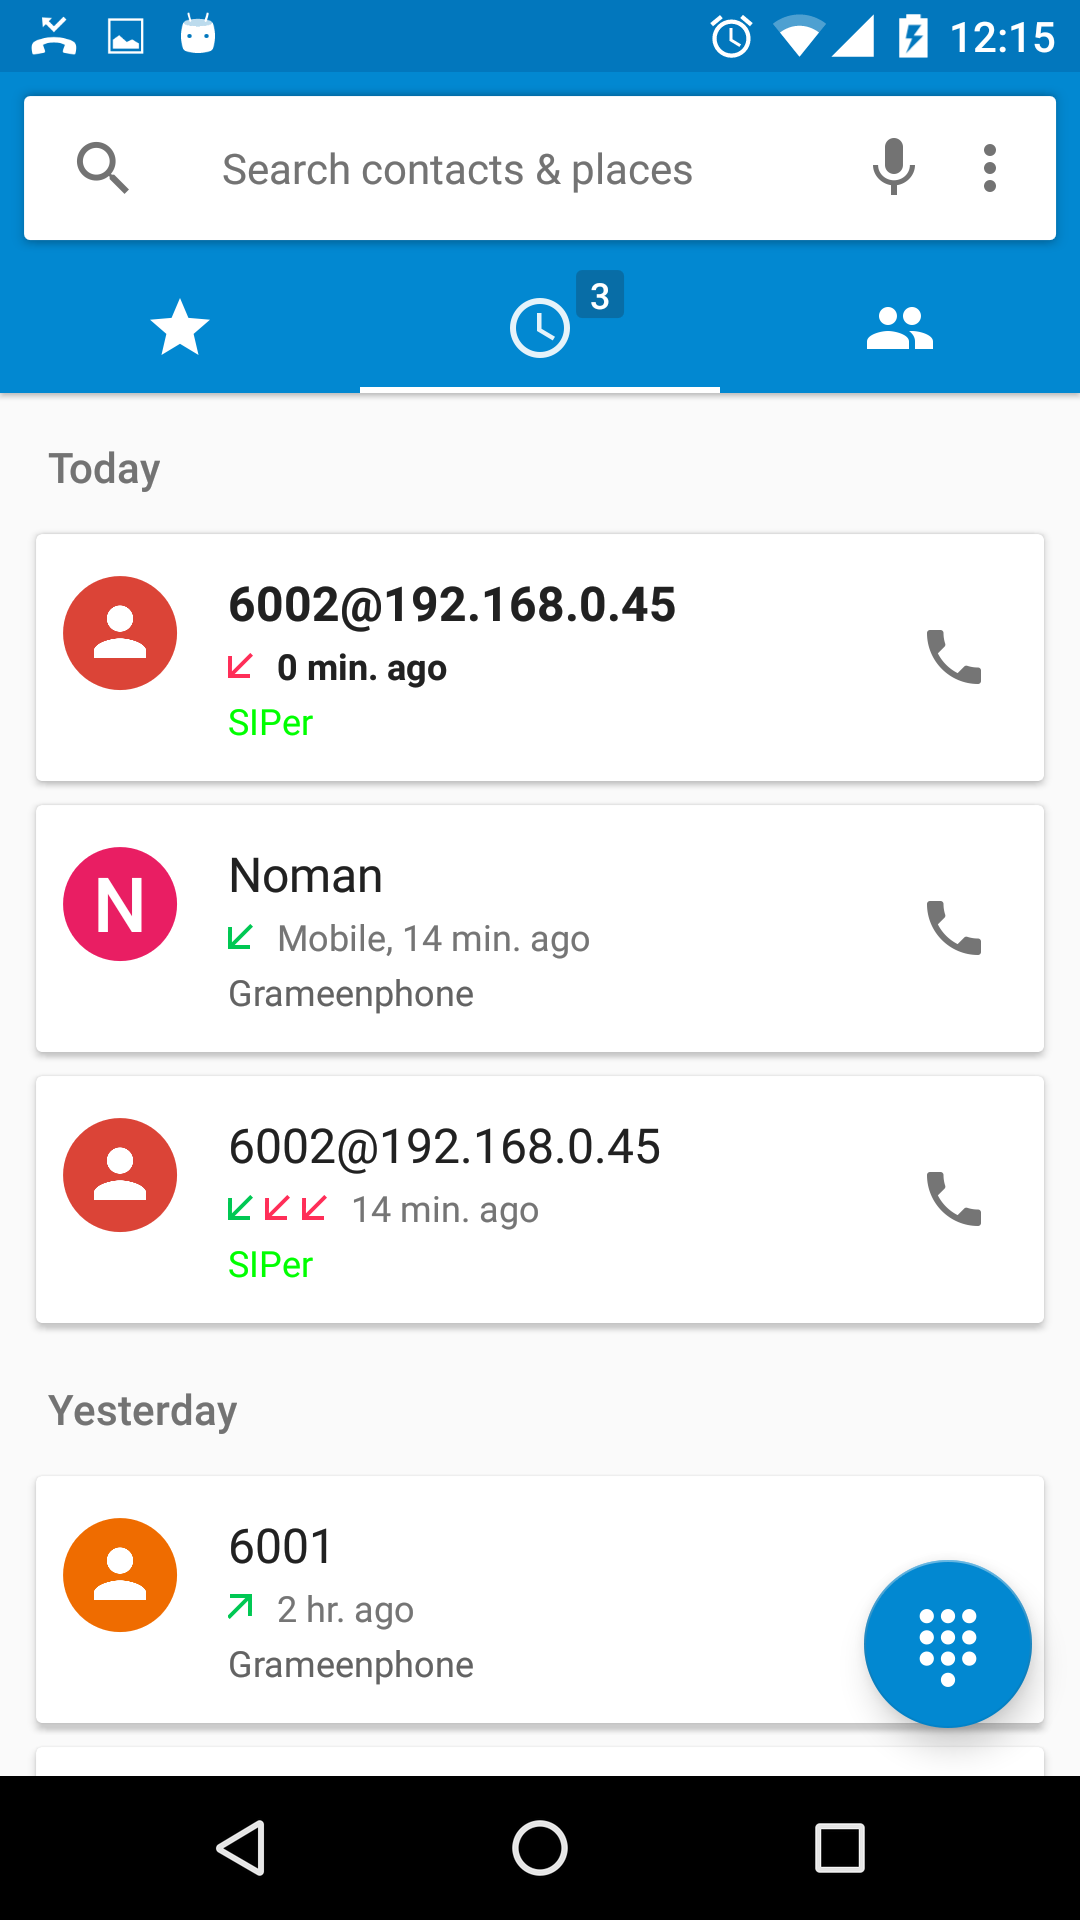 12:15
Search contacts & places
3
Today
6002@192.168.0.45
0 min. ago
SIPer
N
Noman
Mobile, 14 min. ago
Grameenphone
6002@192.168.0.45
14 min. ago
SIPer
Yesterday
6001
2 hr. ago
Grameenphone